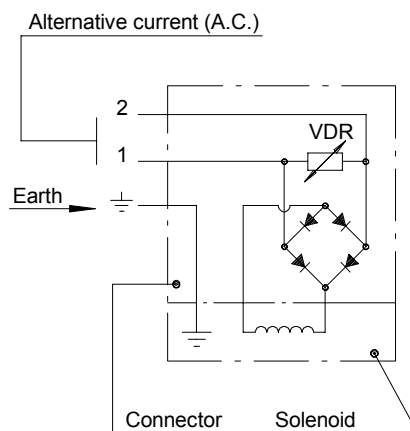 Alternative current (A.C.)
2
VDR
1
Earth
Connector
Solenoid